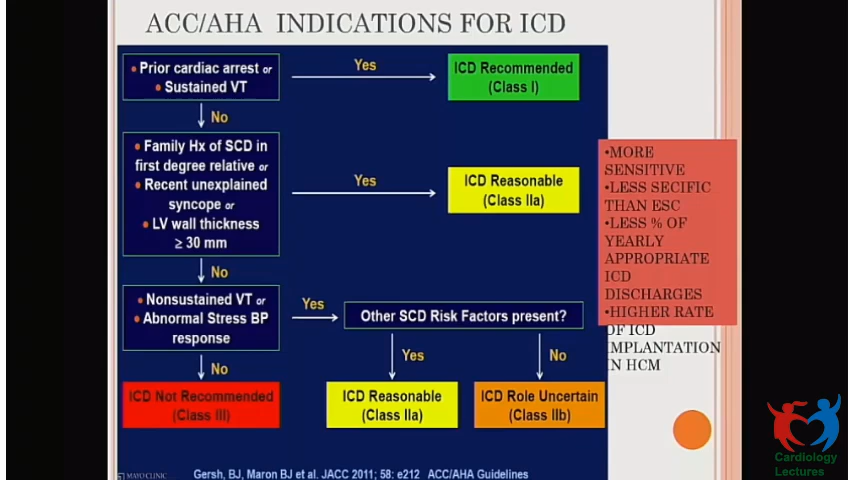 ACC/AHA INDICATIONS FOR ICD
• Prior cardiac arrest or
• Sustained VT
Yes
ICD Recommended
(Class I)
No
• Family Hx of SCD in
first degree relative or
• Recent unexplained
syncope or
• LV wall thickness
≥ 30 mm
Yes
ICD Reasonable
(Class IIa)
No
• Nonsustained VT or
• Abnormal Stress BP
response
Yes
Other SCD Risk Factors present?
No
ICD Not Recommended
(Class III)
Yes
ICD Reasonable
(Class IIa)
No
ICD Role Uncertain
(Class IIb)
•MORE
SENSITIVE
•LESS SECIFIC
THAN ESC
•LESS % OF
YEARLY
APPROPRIATE
ICD
DISCHARGES
•HIGHER RATE
OF ICD
IMPLANTATION
IN HCM
MAYO CLINIC
Gersh, BJ, Maron BJ et al. JACC 2011; 58: e212 ACC/AHA Guidelines
Cardiology
Lectures